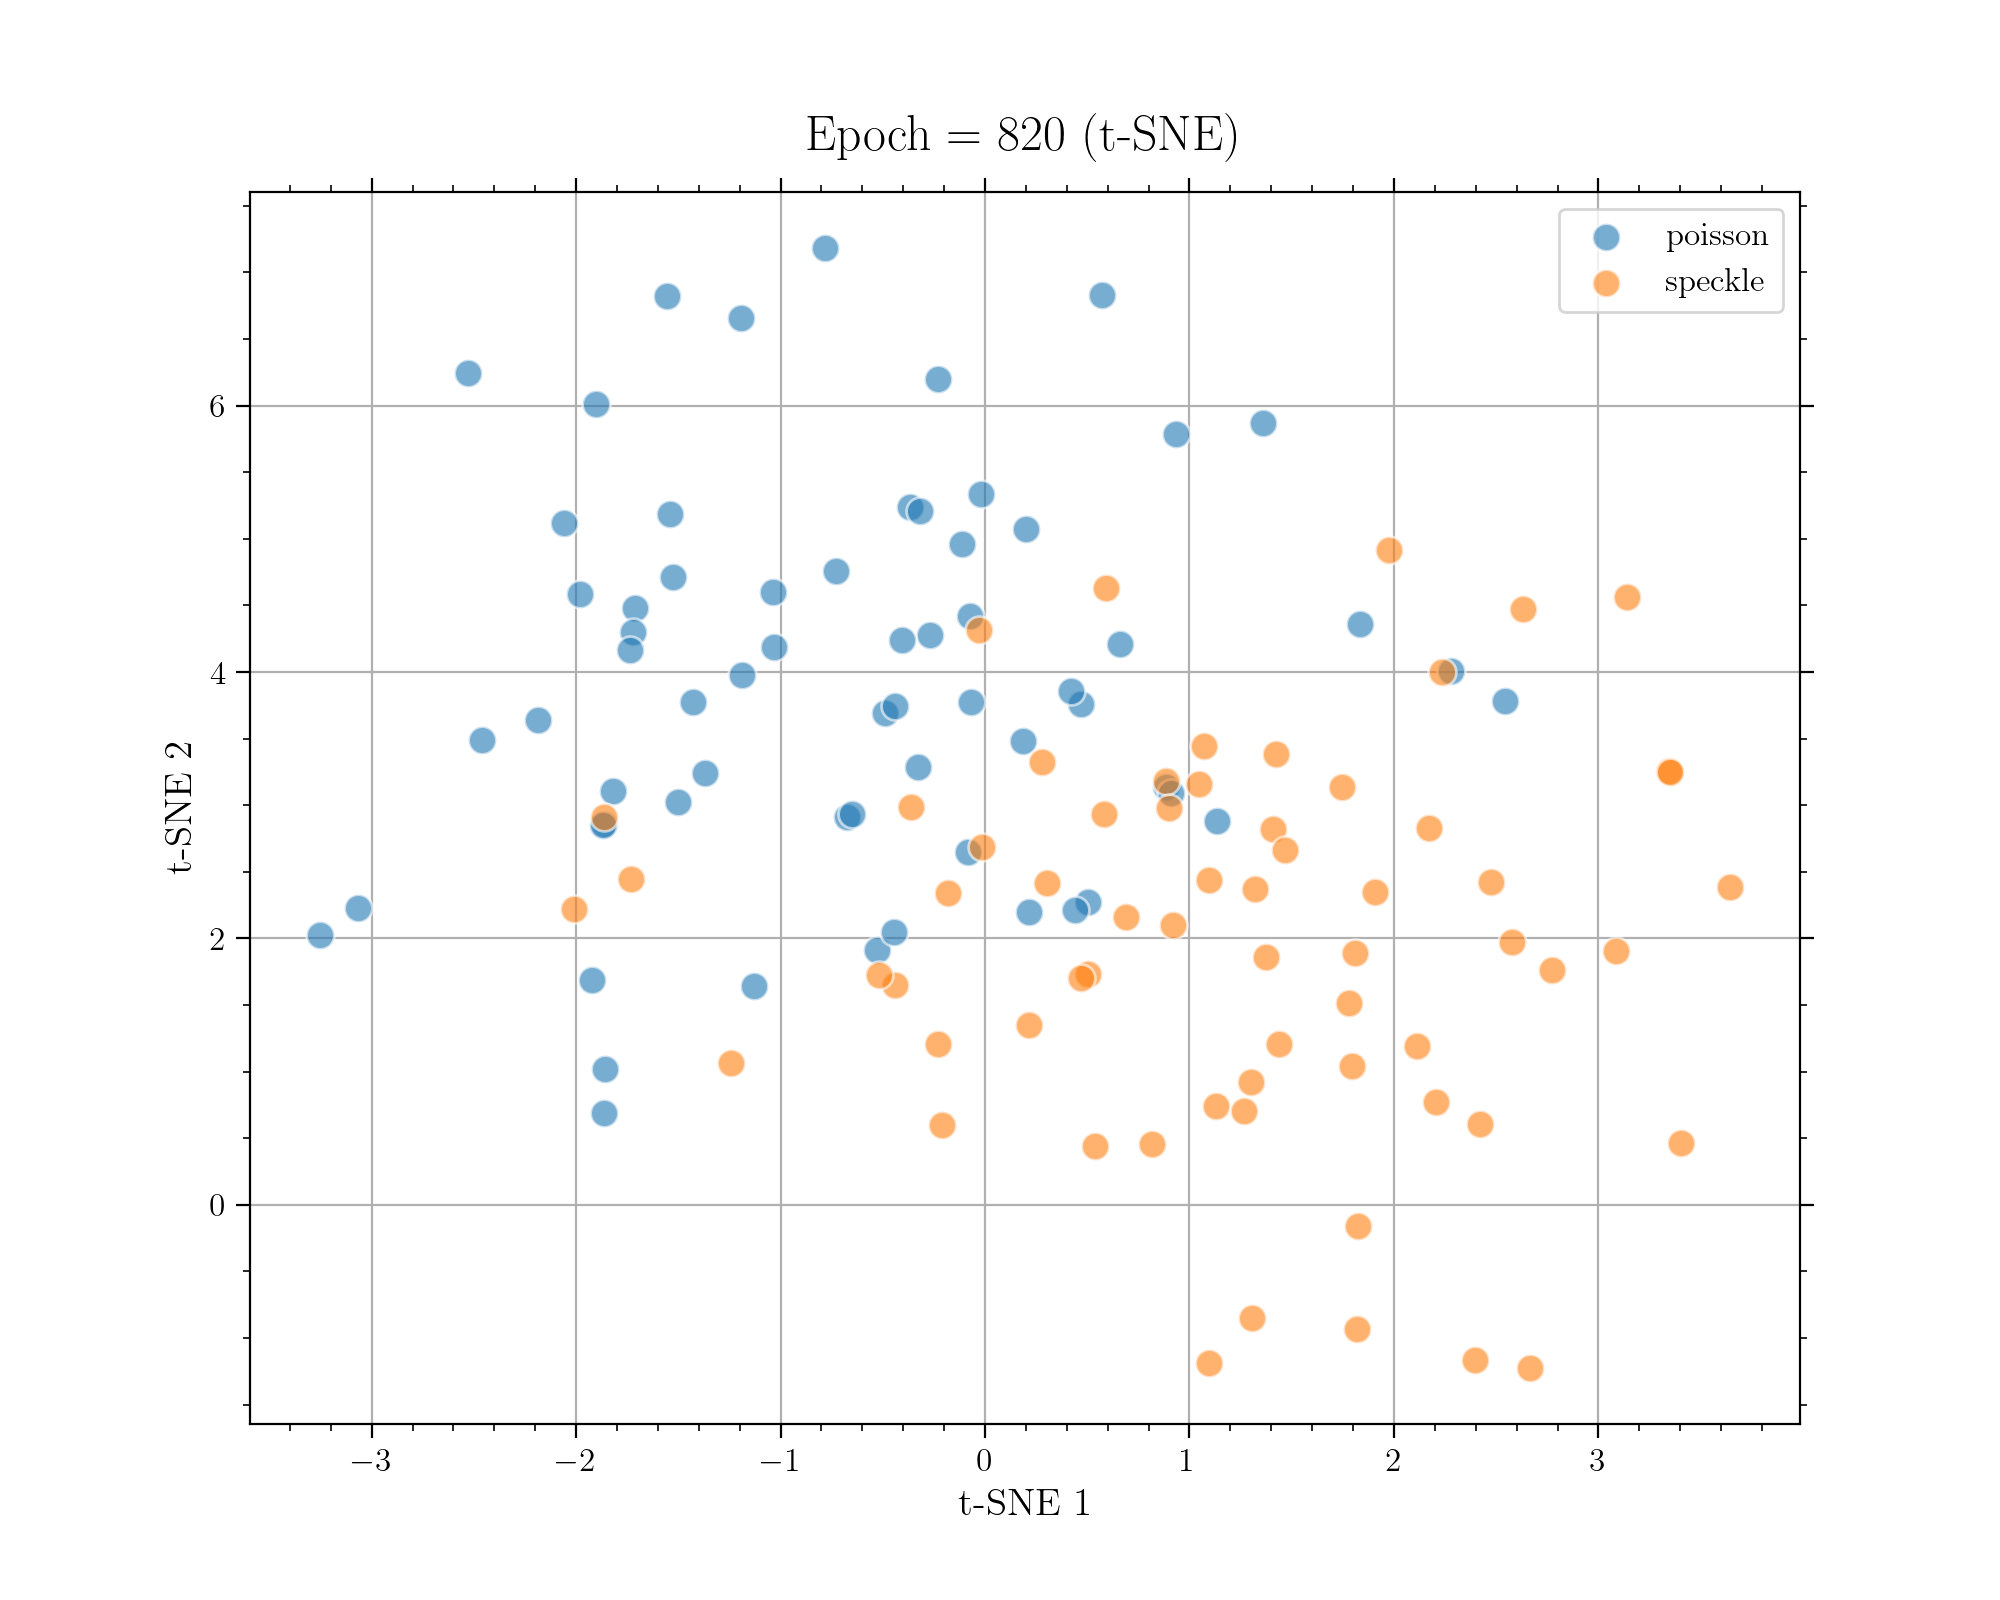 Epoch = 820 (t-SNE)
poisson
speckle
6
4
2
0
t-SNE 2
−3 −2 −1 0 1 2 3
t-SNE 1